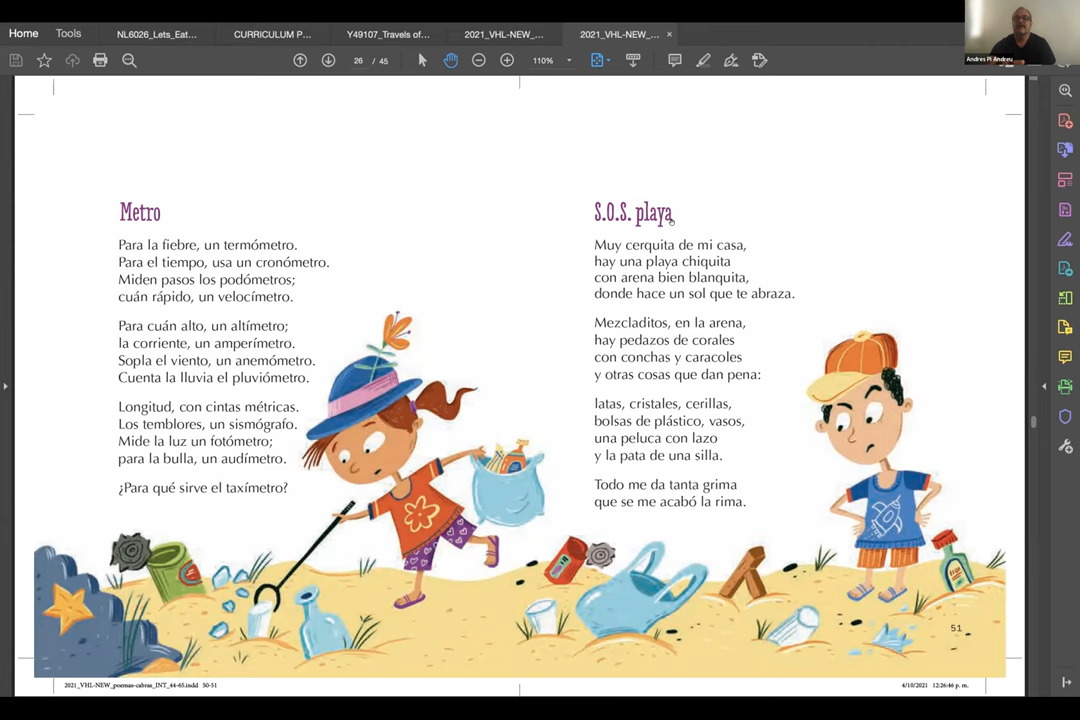 Home
Tools
NL6026_Lets_Eat...
CURRICULUM P...
Y49107_Travels of...
2021_VHL-NEW_...
2021_VHL-NEW_...
26 / 45
110%
Andres Pi Andreu
Metro
Para la fiebre, un termómetro.
Para el tiempo, usa un cronómetro.
Miden pasos los podómetros;
cuán rápido, un velocímetro.
Para cuán alto, un altímetro;
la corriente, un amperímetro.
Sopla el viento, un anemómetro.
Cuenta la lluvia el pluviómetro.
Longitud, con cintas métricas.
Los temblores, un sismógrafo.
Mide la luz un fotómetro;
para la bulla, un audímetro.
¿Para qué sirve el taxímetro?
S.O.S. playa
Muy cerquita de mi casa,
hay una playa chiquita
con arena bien blanquita,
donde hace un sol que te abraza.
Mezcladitos, en la arena,
hay pedazos de corales
con conchas y caracoles
y otras cosas que dan pena:
latas, cristales, cerillas,
bolsas de plástico, vasos,
una peluca con lazo
y la pata de una silla.
Todo me da tanta grima
que se me acabó la rima.
51
2021_VHL-NEW_poemas-cabras_INT_44-65.indd 50-51
4/10/2021 12:26:46 p. m.